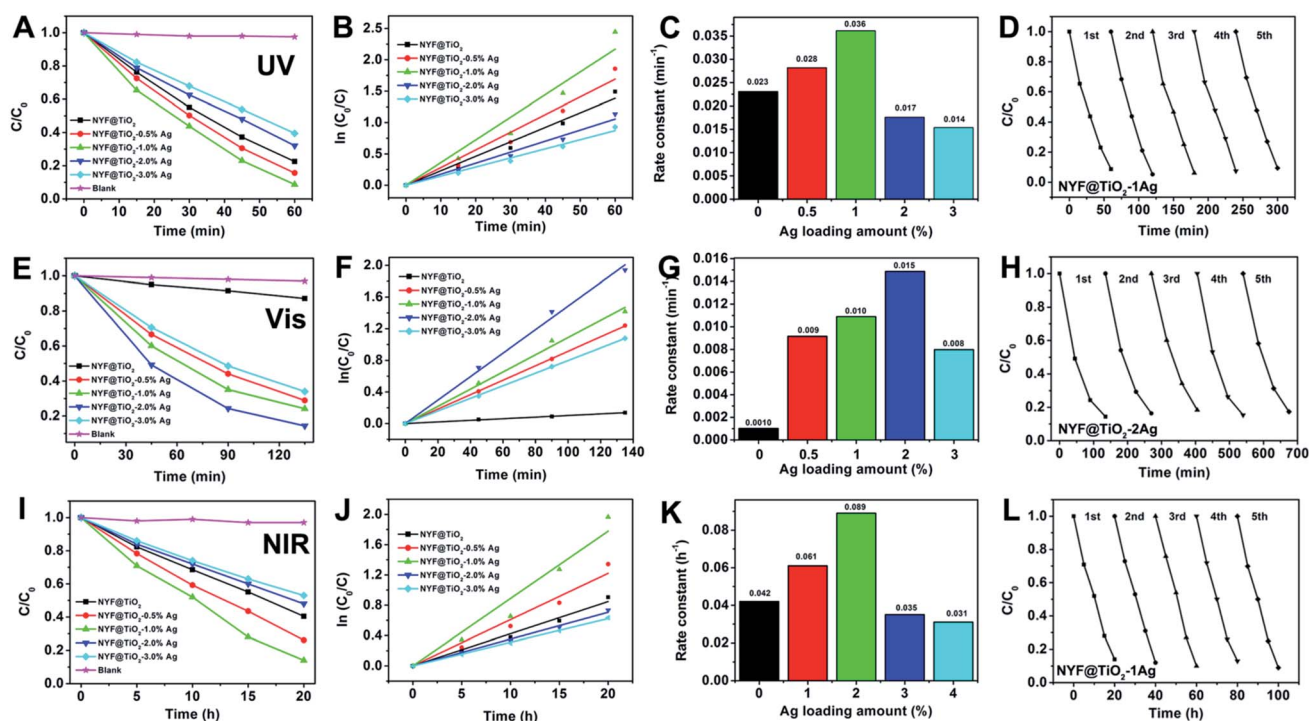 A
UV
C/C0
1.0
0.8
0.6
0.4
0.2
0.0
NYF@TiO2
NYF@TiO2-0.5% Ag
NYF@TiO2-1.0% Ag
NYF@TiO2-2.0% Ag
NYF@TiO2-3.0% Ag
Blank
0 10 20 30 40 50 60
Time (min)
B
ln (C0/C)
2.5
2.0
1.5
1.0
0.5
0.0
NYF@TiO2
NYF@TiO2-0.5% Ag
NYF@TiO2-1.0% Ag
NYF@TiO2-2.0% Ag
NYF@TiO2-3.0% Ag
0 10 20 30 40 50 60
Time (min)
C
Rate constant (min-1)
0.035
0.030
0.025
0.020
0.015
0.010
0.005
0.000
0.023
0.028
0.036
0.017
0.014
0 0.5 1 2 3
Ag loading amount (%)
D
C/C0
1.0
0.8
0.6
0.4
0.2
0.0
1st 2nd 3rd 4th 5th
NYF@TiO2-1Ag
0 50 100 150 200 250 300
Time (min)
E
Vis
C/C0
1.0
0.8
0.6
0.4
0.2
NYF@TiO2
NYF@TiO2-0.5% Ag
NYF@TiO2-1.0% Ag
NYF@TiO2-2.0% Ag
NYF@TiO2-3.0% Ag
Blank
0 20 40 60 80 100 120
Time (min)
F
ln(C0/C)
2.0
1.6
1.2
0.8
0.4
0.0
NYF@TiO2
NYF@TiO2-0.5% Ag
NYF@TiO2-1.0% Ag
NYF@TiO2-2.0% Ag
NYF@TiO2-3.0% Ag
0 20 40 60 80 100 120 140
Time (min)
G
Rate constant (min-1)
0.016
0.014
0.012
0.010
0.008
0.006
0.004
0.002
0.000
0.0010
0.009
0.010
0.015
0.008
0 0.5 1 2 3
Ag loading amount (%)
H
C/C0
1.0
0.8
0.6
0.4
0.2
0.0
1st 2nd 3rd 4th 5th
NYF@TiO2-2Ag
0 100 200 300 400 500 600 700
Time (min)
I
NIR
C/C0
1.0
0.8
0.6
0.4
0.2
0.0
NYF@TiO2
NYF@TiO2-0.5% Ag
NYF@TiO2-1.0% Ag
NYF@TiO2-2.0% Ag
NYF@TiO2-3.0% Ag
Blank
0 5 10 15 20
Time (h)
J
ln (C0/C)
2.0
1.6
1.2
0.8
0.4
0.0
NYF@TiO2
NYF@TiO2-0.5% Ag
NYF@TiO2-1.0% Ag
NYF@TiO2-2.0% Ag
NYF@TiO2-3.0% Ag
0 5 10 15 20
Time (h)
K
Rate constant (h-1)
0.08
0.06
0.04
0.02
0.00
0.042
0.061
0.089
0.035
0.031
0 1 2 3 4
Ag loading amount (%)
L
C/C0
1.0
0.8
0.6
0.4
0.2
0.0
1st 2nd 3rd 4th 5th
NYF@TiO2-1Ag
0 20 40 60 80 100
Time (h)